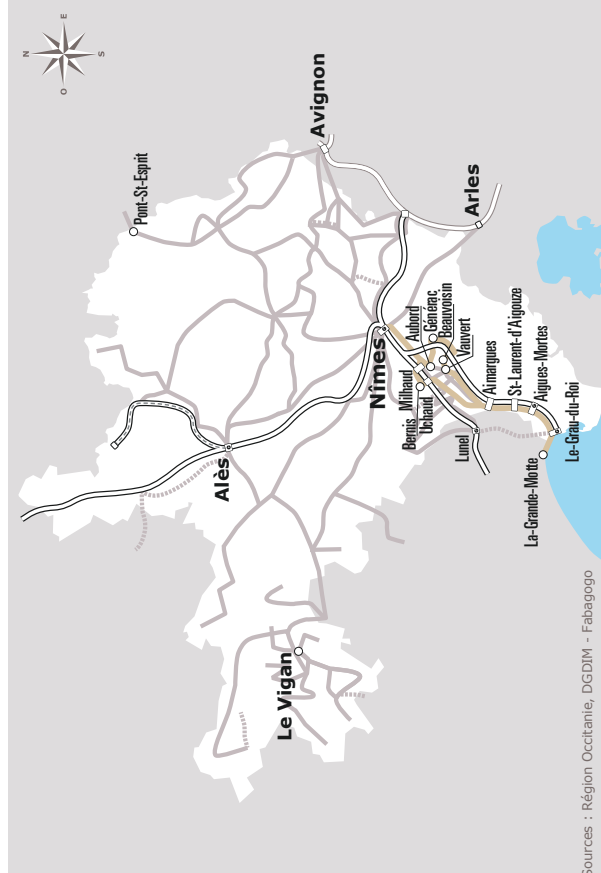 N
E
S
O
Pont-St-Esprit
Avignon
Arles
Alès
Nîmes
Milhaud
Bernis
Uchaud
Aubord
Générac
Beauvoisin
Vauvert
Aimargues
St-Laurent-d'Aigouze
Aigues-Mortes
Le-Grau-du-Roi
Lunel
La-Grande-Motte
Le Vigan
Sources : Région Occitanie, DGDIM - Fabagogo